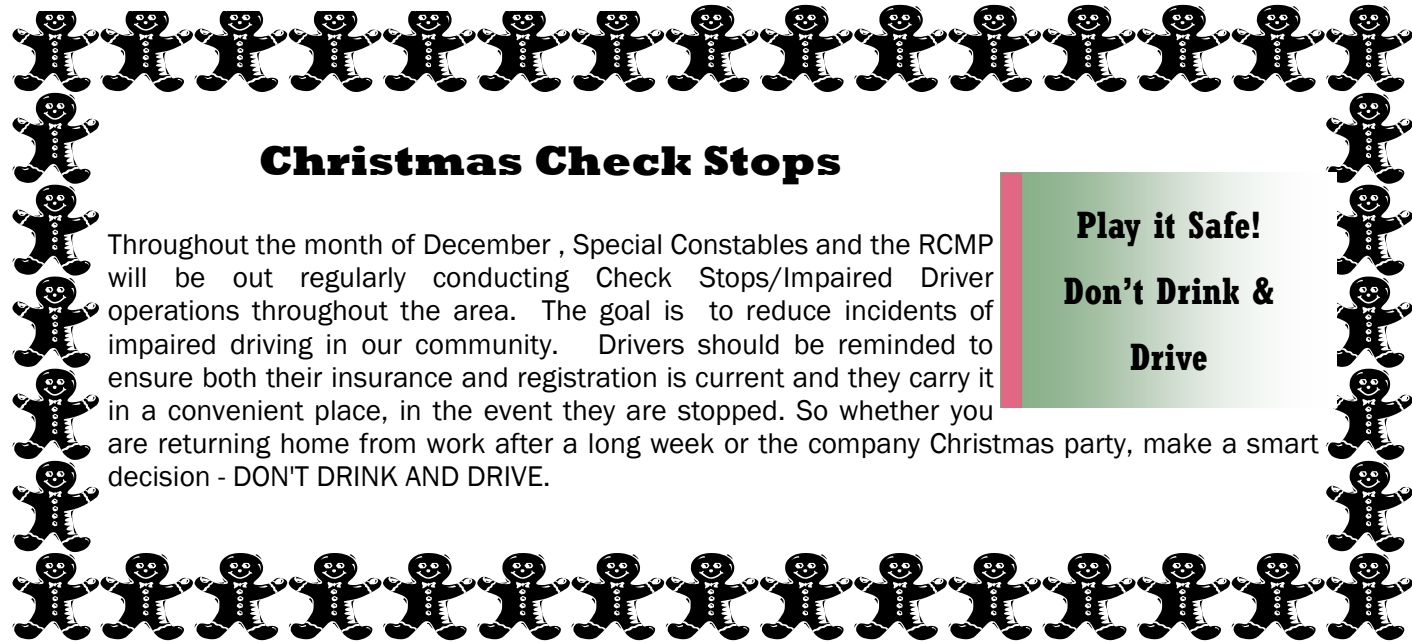 Christmas Check Stops
Throughout the month of December , Special Constables and the RCMP
will be out regularly conducting Check Stops/Impaired Driver
operations throughout the area. The goal is to reduce incidents of
impaired driving in our community. Drivers should be reminded to
ensure both their insurance and registration is current and they carry it
in a convenient place, in the event they are stopped. So whether you
are returning home from work after a long week or the company Christmas party, make a smart
decision - DON'T DRINK AND DRIVE.
Play it Safe!
Don't Drink &
Drive